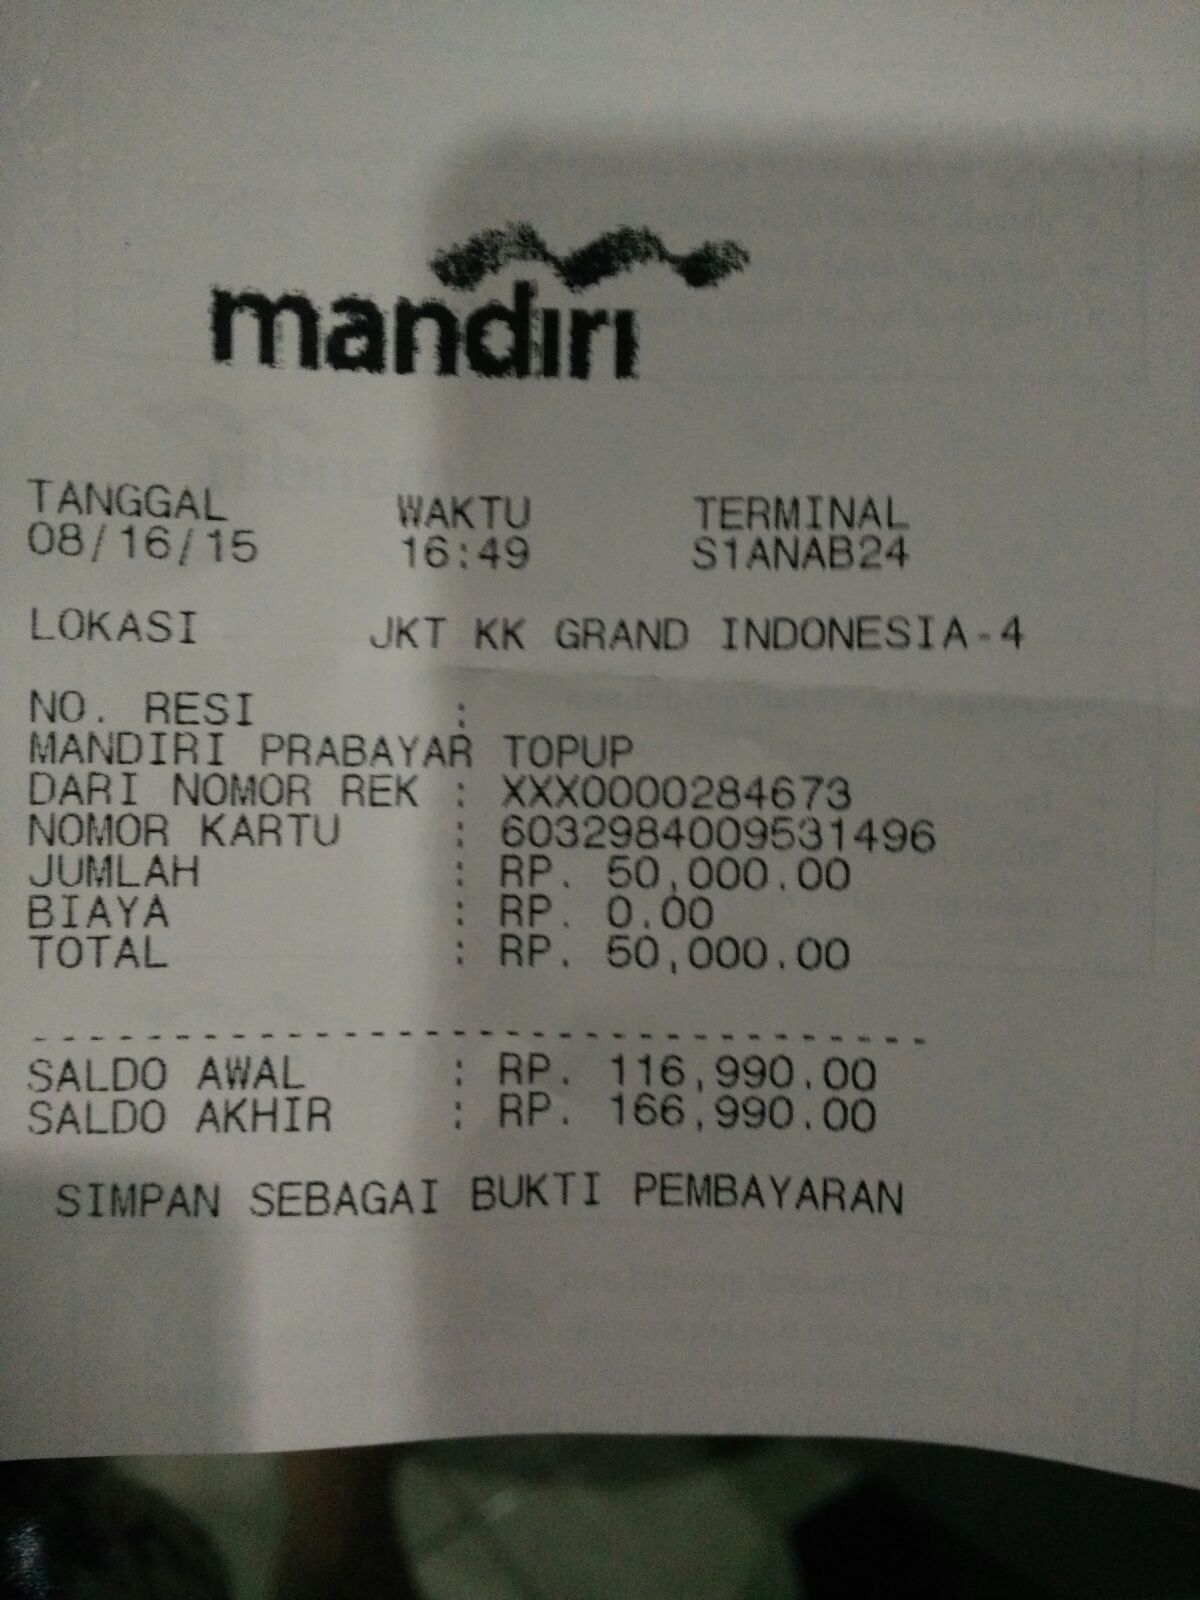 mandiri
TANGGAL WAKTU TERMINAL
08/16/15 16:49 S1ANAB24
LOKASI JKT KK GRAND INDONESIA-4
NO. RESI :
MANDIRI PRABAYAR TOPUP
DARI NOMOR REK : XXX0000284673
NOMOR KARTU : 6032984009531496
JUMLAH : RP. 50,000.00
BIAYA : RP. 0.00
TOTAL : RP. 50,000.00
--------------------------------
SALDO AWAL : RP. 116,990.00
SALDO AKHIR : RP. 166,990.00
SIMPAN SEBAGAI BUKTI PEMBAYARAN